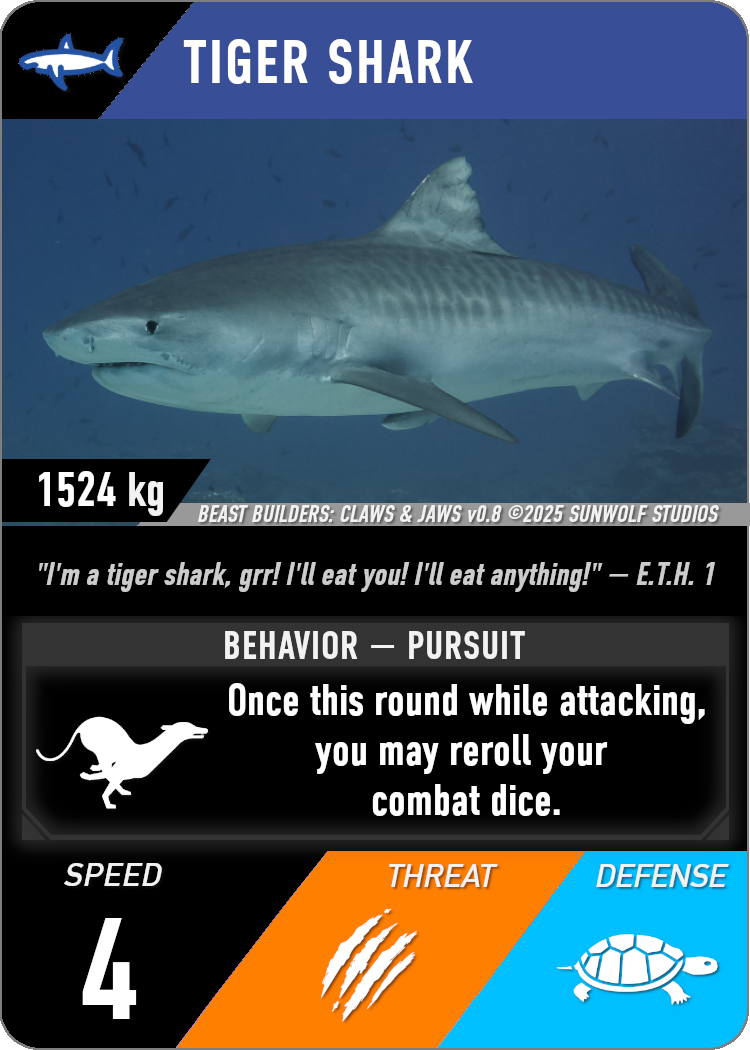 TIGER SHARK
1524 kg
BEAST BUILDERS: CLAWS & JAWS v0.8 ©2025 SUNWOLF STUDIOS
"I'm a tiger shark, grr! I'll eat you! I'll eat anything!" — E.T.H. 1
BEHAVIOR — PURSUIT
Once this round while attacking,
you may reroll your
combat dice.
SPEED
THREAT
DEFENSE
4